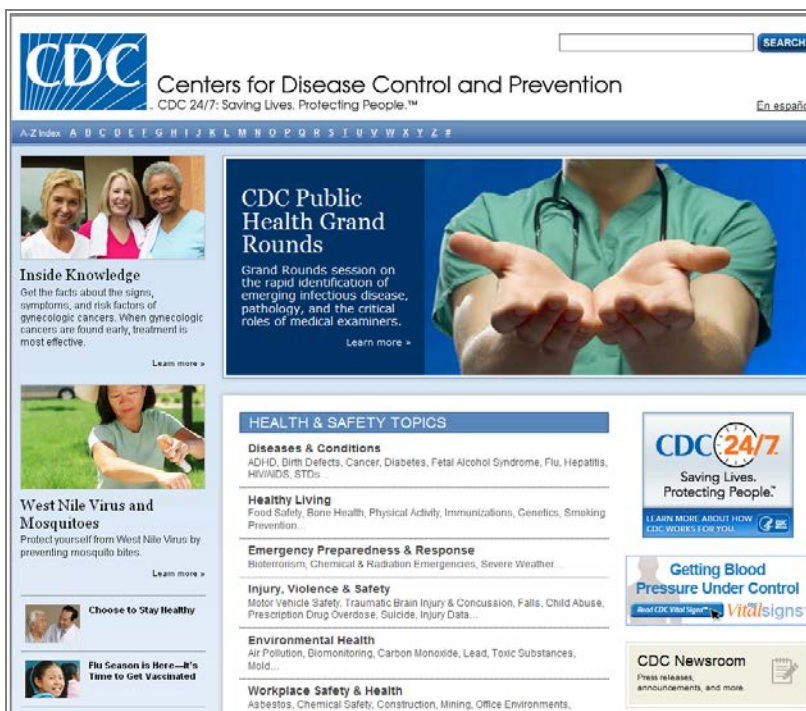 SEARCH
CDC
Centers for Disease Control and Prevention
CDC 24/7: Saving Lives. Protecting People.™
En español
A-Z Index A B C D E F G H I J K L M N O P Q R S T U V W X Y Z #
Inside Knowledge
Get the facts about the signs,
symptoms, and risk factors of
gynecologic cancers. When gynecologic
cancers are found early, treatment is
most effective.
Learn more »
West Nile Virus and
Mosquitoes
Protect yourself from West Nile Virus by
preventing mosquito bites.
Learn more »
Choose to Stay Healthy
Flu Season is Here—It's
Time to Get Vaccinated
CDC Public
Health Grand
Rounds
Grand Rounds session on
the rapid identification of
emerging infectious disease,
pathology, and the critical
roles of medical examiners.
Learn more »
HEALTH & SAFETY TOPICS
Diseases & Conditions
ADHD, Birth Defects, Cancer, Diabetes, Fetal Alcohol Syndrome, Flu, Hepatitis,
HIV/AIDS, STDs...
Healthy Living
Food Safety, Bone Health, Physical Activity, Immunizations, Genetics, Smoking
Prevention...
Emergency Preparedness & Response
Bioterrorism, Chemical & Radiation Emergencies, Severe Weather...
Injury, Violence & Safety
Motor Vehicle Safety, Traumatic Brain Injury & Concussion, Falls, Child Abuse,
Prescription Drug Overdose, Suicide, Injury Data...
Environmental Health
Air Pollution, Biomonitoring, Carbon Monoxide, Lead, Toxic Substances,
Mold...
Workplace Safety & Health
Asbestos, Chemical Safety, Construction, Mining, Office Environments,
CDC 24/7
Saving Lives.
Protecting People.™
LEARN MORE ABOUT HOW
CDC WORKS FOR YOU.
Getting Blood
Pressure Under Control
Read CDC Vital Signs™
Vitalsigns
CDC Newsroom
Press releases,
announcements, and more.